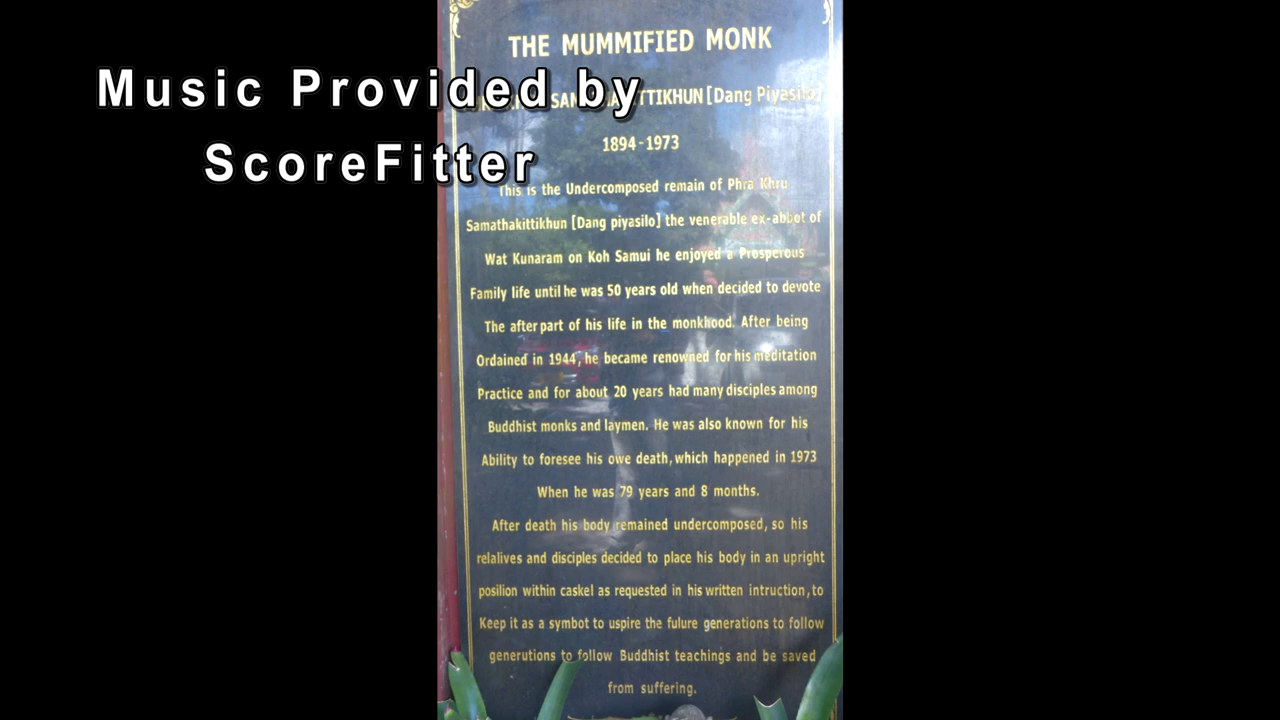 Music Provided by
ScoreFitter
THE MUMMIFIED MONK
[Dang Piyasilo]
1894-1973
This is the Undercomposed remain of Phra Khru
Samathakittikhun [Dang piyasilo] the venerable ex-abbot of
Wat Kunaram on Koh Samui he enjoyed a Prosperous
Family life until he was 50 years old when decided to devote
The after part of his life in the monkhood. After being
Ordained in 1944, he became renowned for his meditation
Practice and for about 20 years had many disciples among
Buddhist monks and laymen. He was also known for his
Ability to foresee his owe death, which happened in 1973
When he was 79 years and 8 months.
After death his body remained undercomposed, so his
relalives and disciples decided to place his body in an upright
posilion within caskel as requested in his written intruction, to
Keep it as a symbot to uspire the fulure generations to follow
generutions to follow Buddhist teachings and be saved
from suffering.